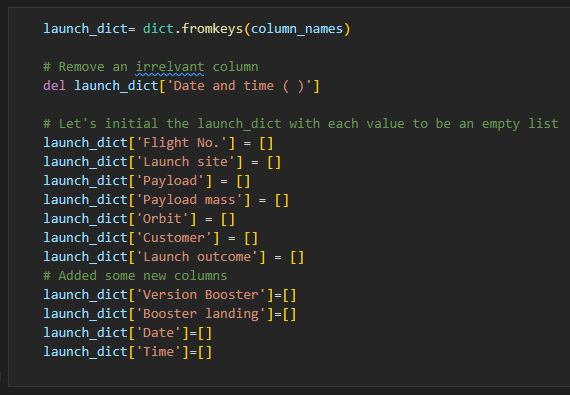 launch_dict= dict.fromkeys(column_names)
# Remove an irrelvant column
del launch_dict['Date and time ( )']
# Let's initial the launch_dict with each value to be an empty list
launch_dict['Flight No.'] = []
launch_dict['Launch site'] = []
launch_dict['Payload'] = []
launch_dict['Payload mass'] = []
launch_dict['Orbit'] = []
launch_dict['Customer'] = []
launch_dict['Launch outcome'] = []
# Added some new columns
launch_dict['Version Booster']=[]
launch_dict['Booster landing']=[]
launch_dict['Date']=[]
launch_dict['Time']=[]